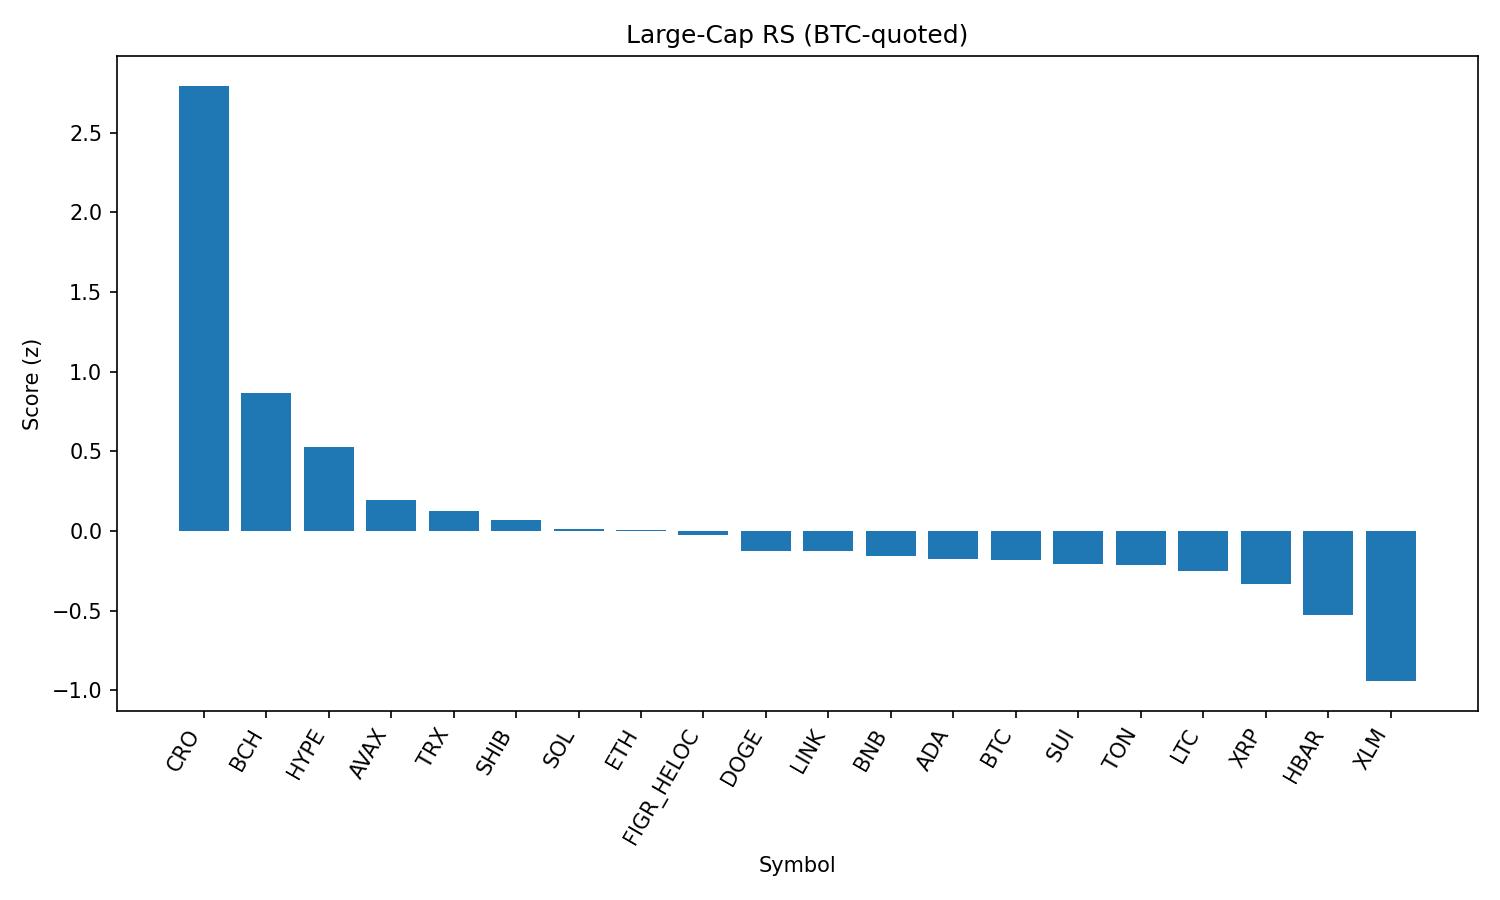 Large-Cap RS (BTC-quoted)
Score (z)
2.5
2.0
1.5
1.0
0.5
0.0
−0.5
−1.0
CRO
BCH
HYPE
AVAX
TRX
SHIB
SOL
ETH
FIGR_HELOC
DOGE
LINK
BNB
ADA
BTC
SUI
TON
LTC
XRP
HBAR
XLM
Symbol